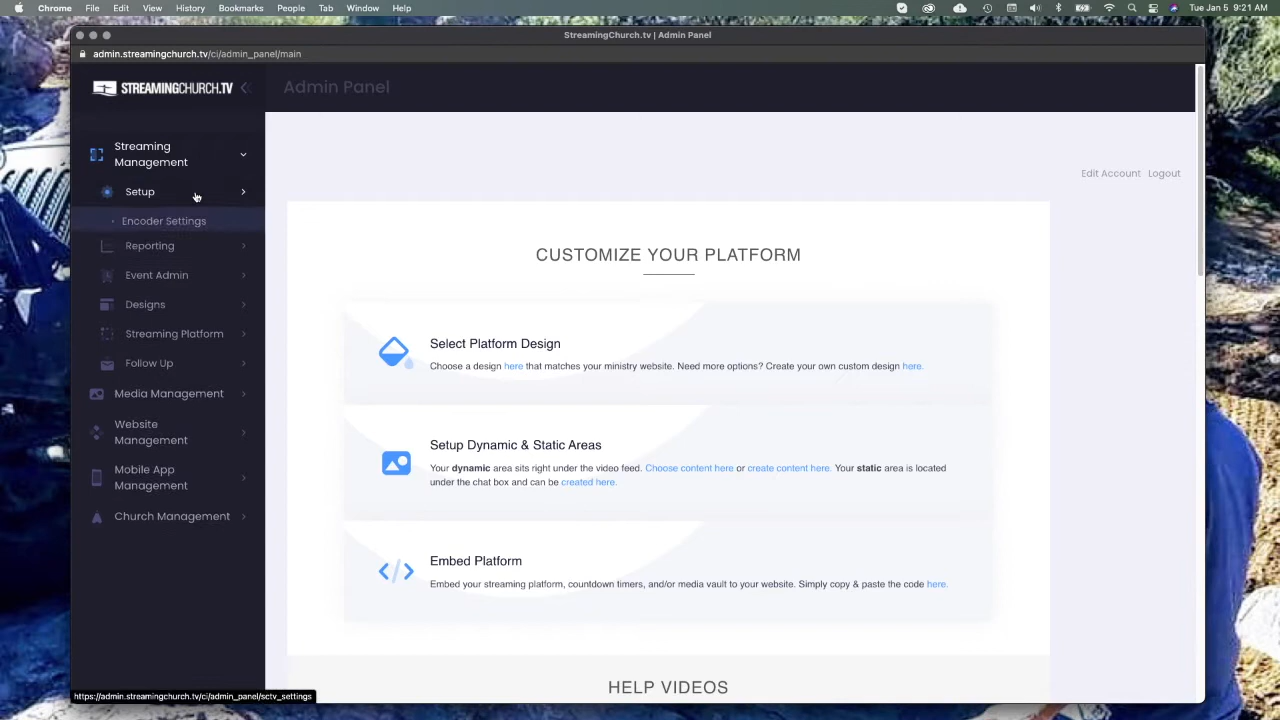 Chrome File Edit View History Bookmarks Profiles Tab Window Help
StreamingChurch.tv | Admin Panel
admin.streamingchurch.tv/ci/admin_panel/main
STREAMINGCHURCH.TV
Admin Panel
Streaming
Management
Setup
Encoder Settings
Reporting
Event Admin
Designs
Streaming Platform
Follow Up
Media Management
Website
Management
Mobile App
Management
Church Management
Edit Account Logout
CUSTOMIZE YOUR PLATFORM
Select Platform Design
Choose a design here that matches your ministry website. Need more options? Create your own custom design here.
Setup Dynamic & Static Areas
Your dynamic area sits right under the video feed. Choose content here or create content here. Your static area is located
under the chat box and can be created here.
Embed Platform
Embed your streaming platform, countdown timers, and/or media vault to your website. Simply copy & paste the code here.
HELP VIDEOS
https://admin.streamingchurch.tv/ci/admin_panel/sctv_settings